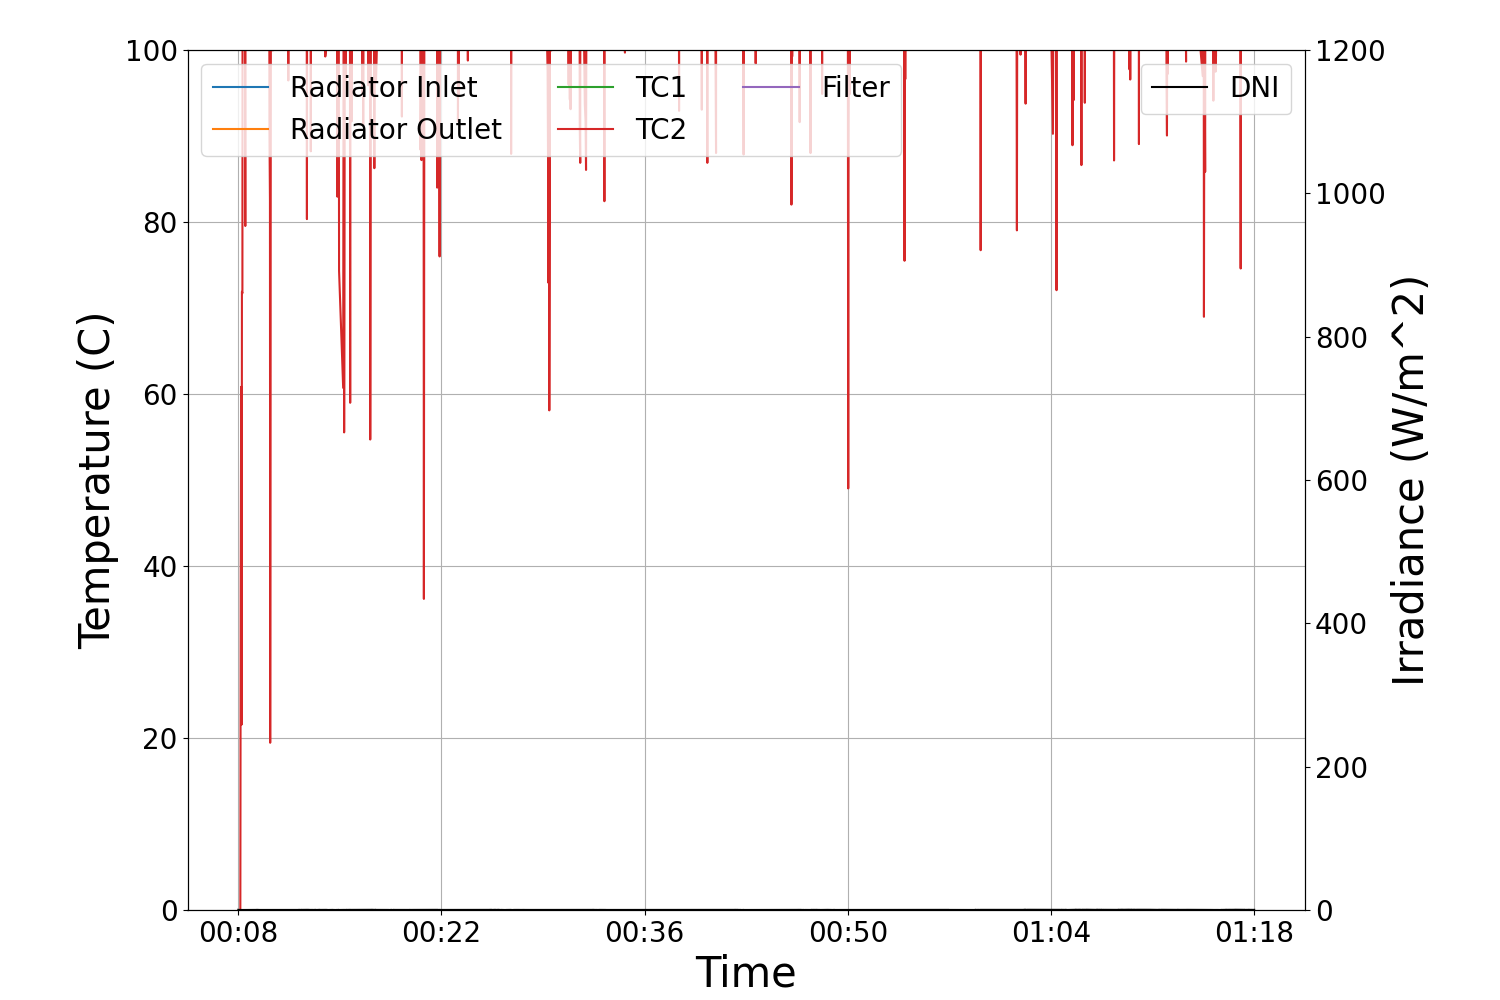 Radiator Inlet
Radiator Outlet
TC1
TC2
Filter
DNI
Temperature (C)
100
80
60
40
20
0
1200
1000
800
600
400
200
0
Irradiance (W/m^2)
00:08 00:22 00:36 00:50 01:04 01:18
Time